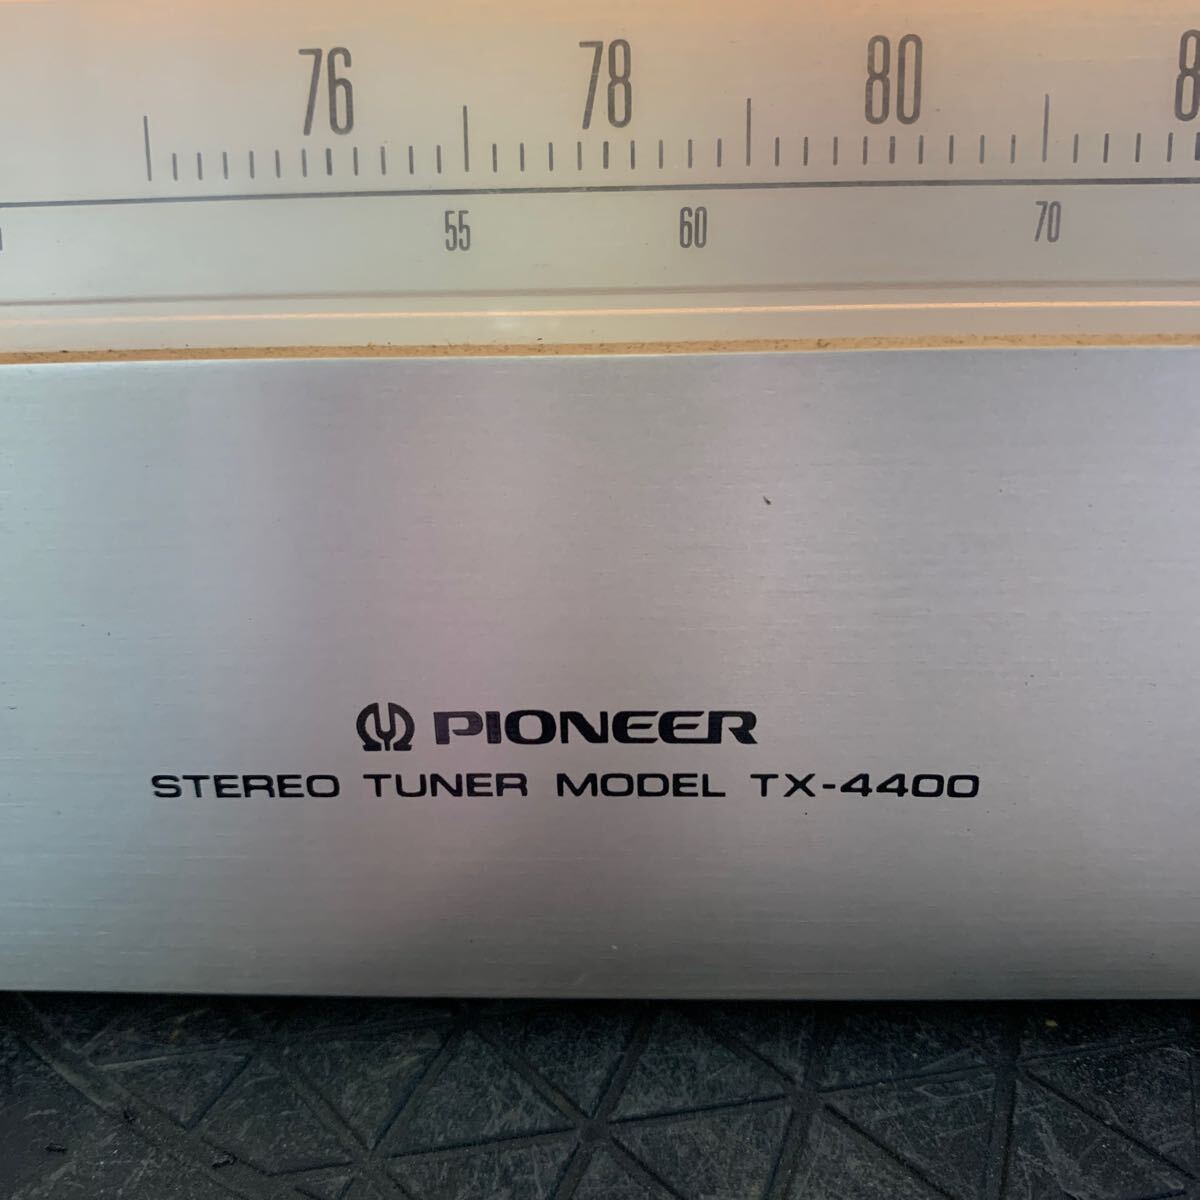 76 78 80
55 60 70
PIONEER
STEREO TUNER MODEL TX-4400